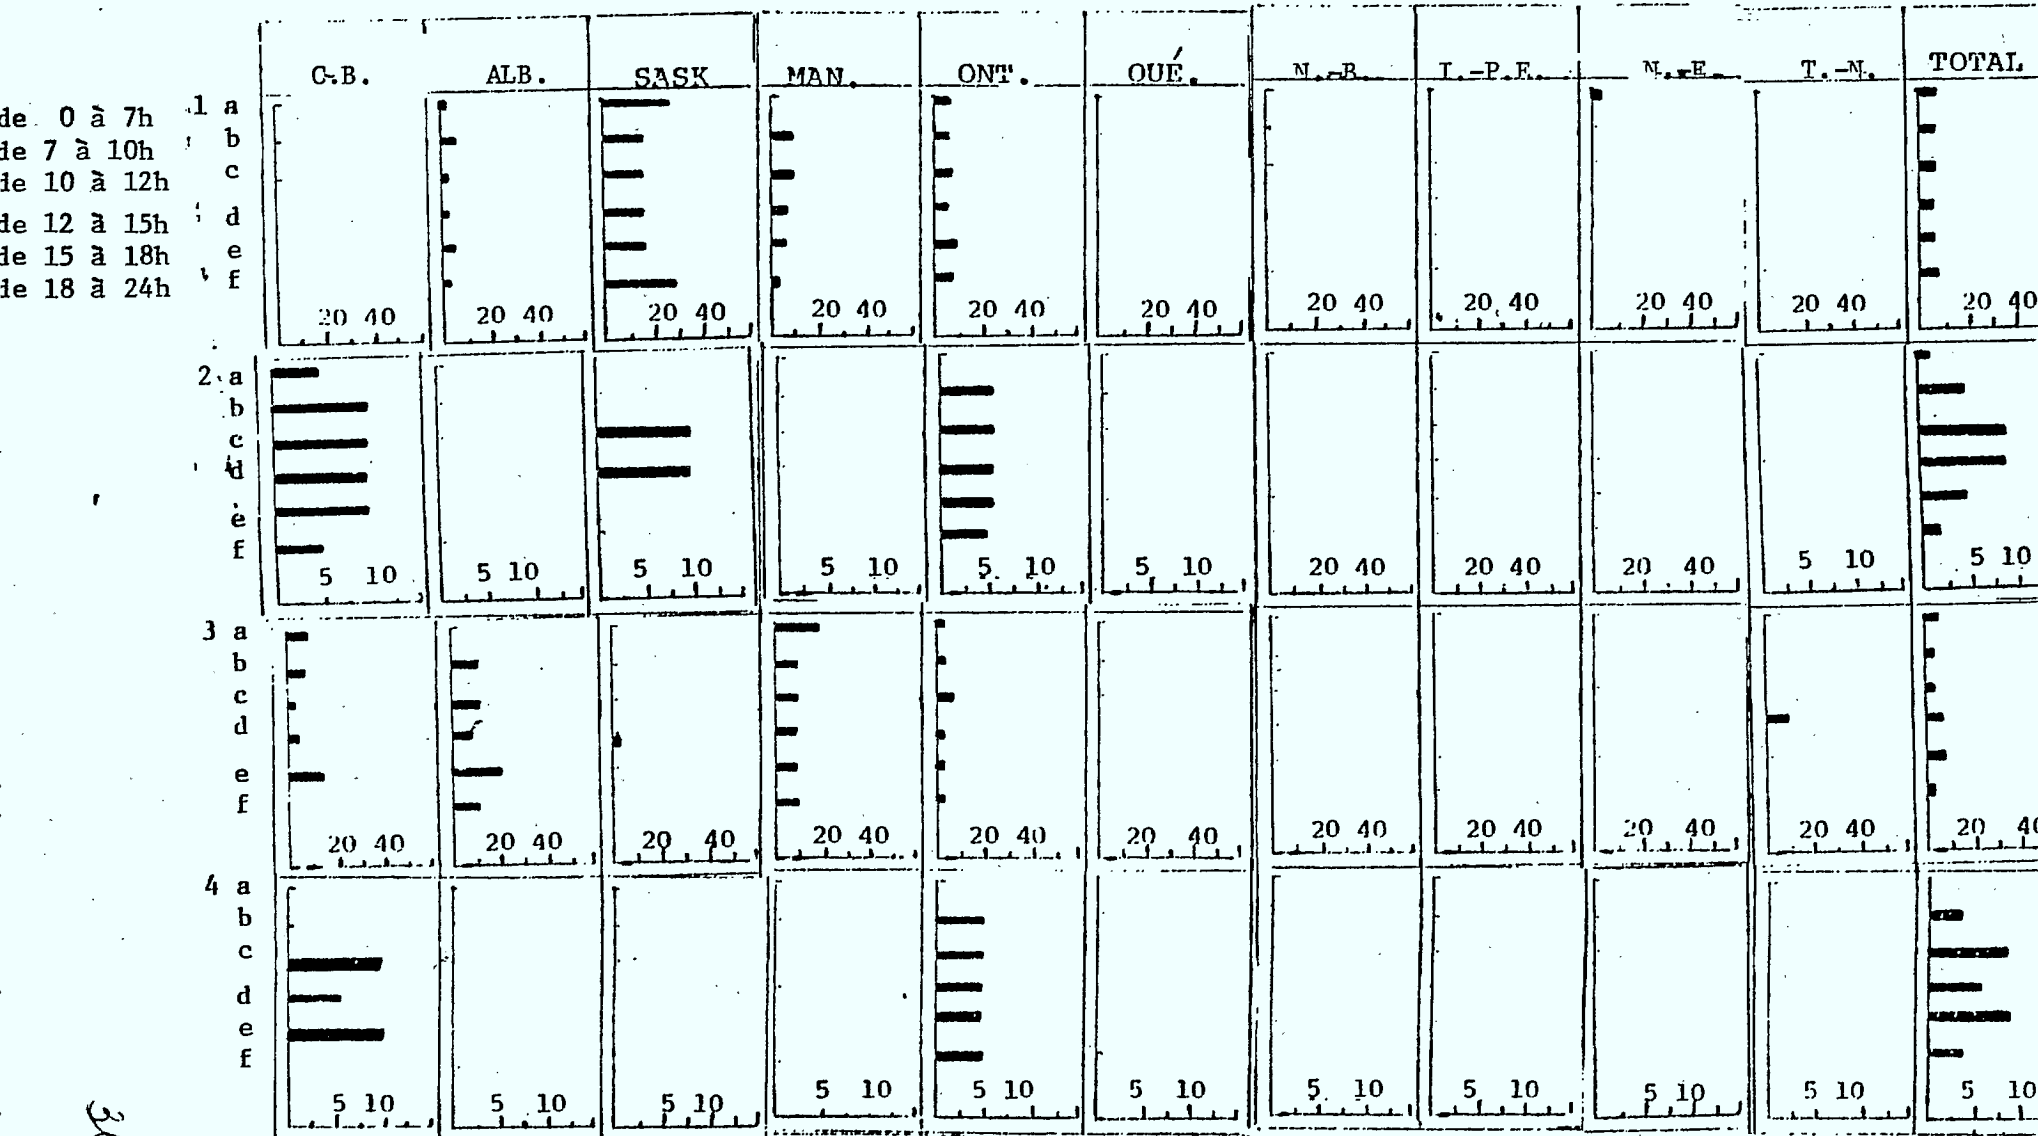 C.B. ALB. SASK MAN. ONT. QUÉ. N.-B. I.-P.E. N.-E. T.-N. TOTAL
de 0 à 7h 1 a
de 7 à 10h b
de 10 à 12h c
de 12 à 15h d
de 15 à 18h e
de 18 à 24h f
20 40 20 40 20 40 20 40 20 40 20 40 20 40 20 40 20 40 20 40 20 40
2 a
b
c
d
e
f
5 10 5 10 5 10 5 10 5 10 5 10 20 40 20 40 20 40 5 10 5 10
3 a
b
c
d
e
f
20 40 20 40 20 40 20 40 20 40 20 40 20 40 20 40 20 40 20 40 20 40
4 a
b
c
d
e
f
5 10 5 10 5 10 5 10 5 10 5 10 5 10 5 10 5 10 5 10 5 10